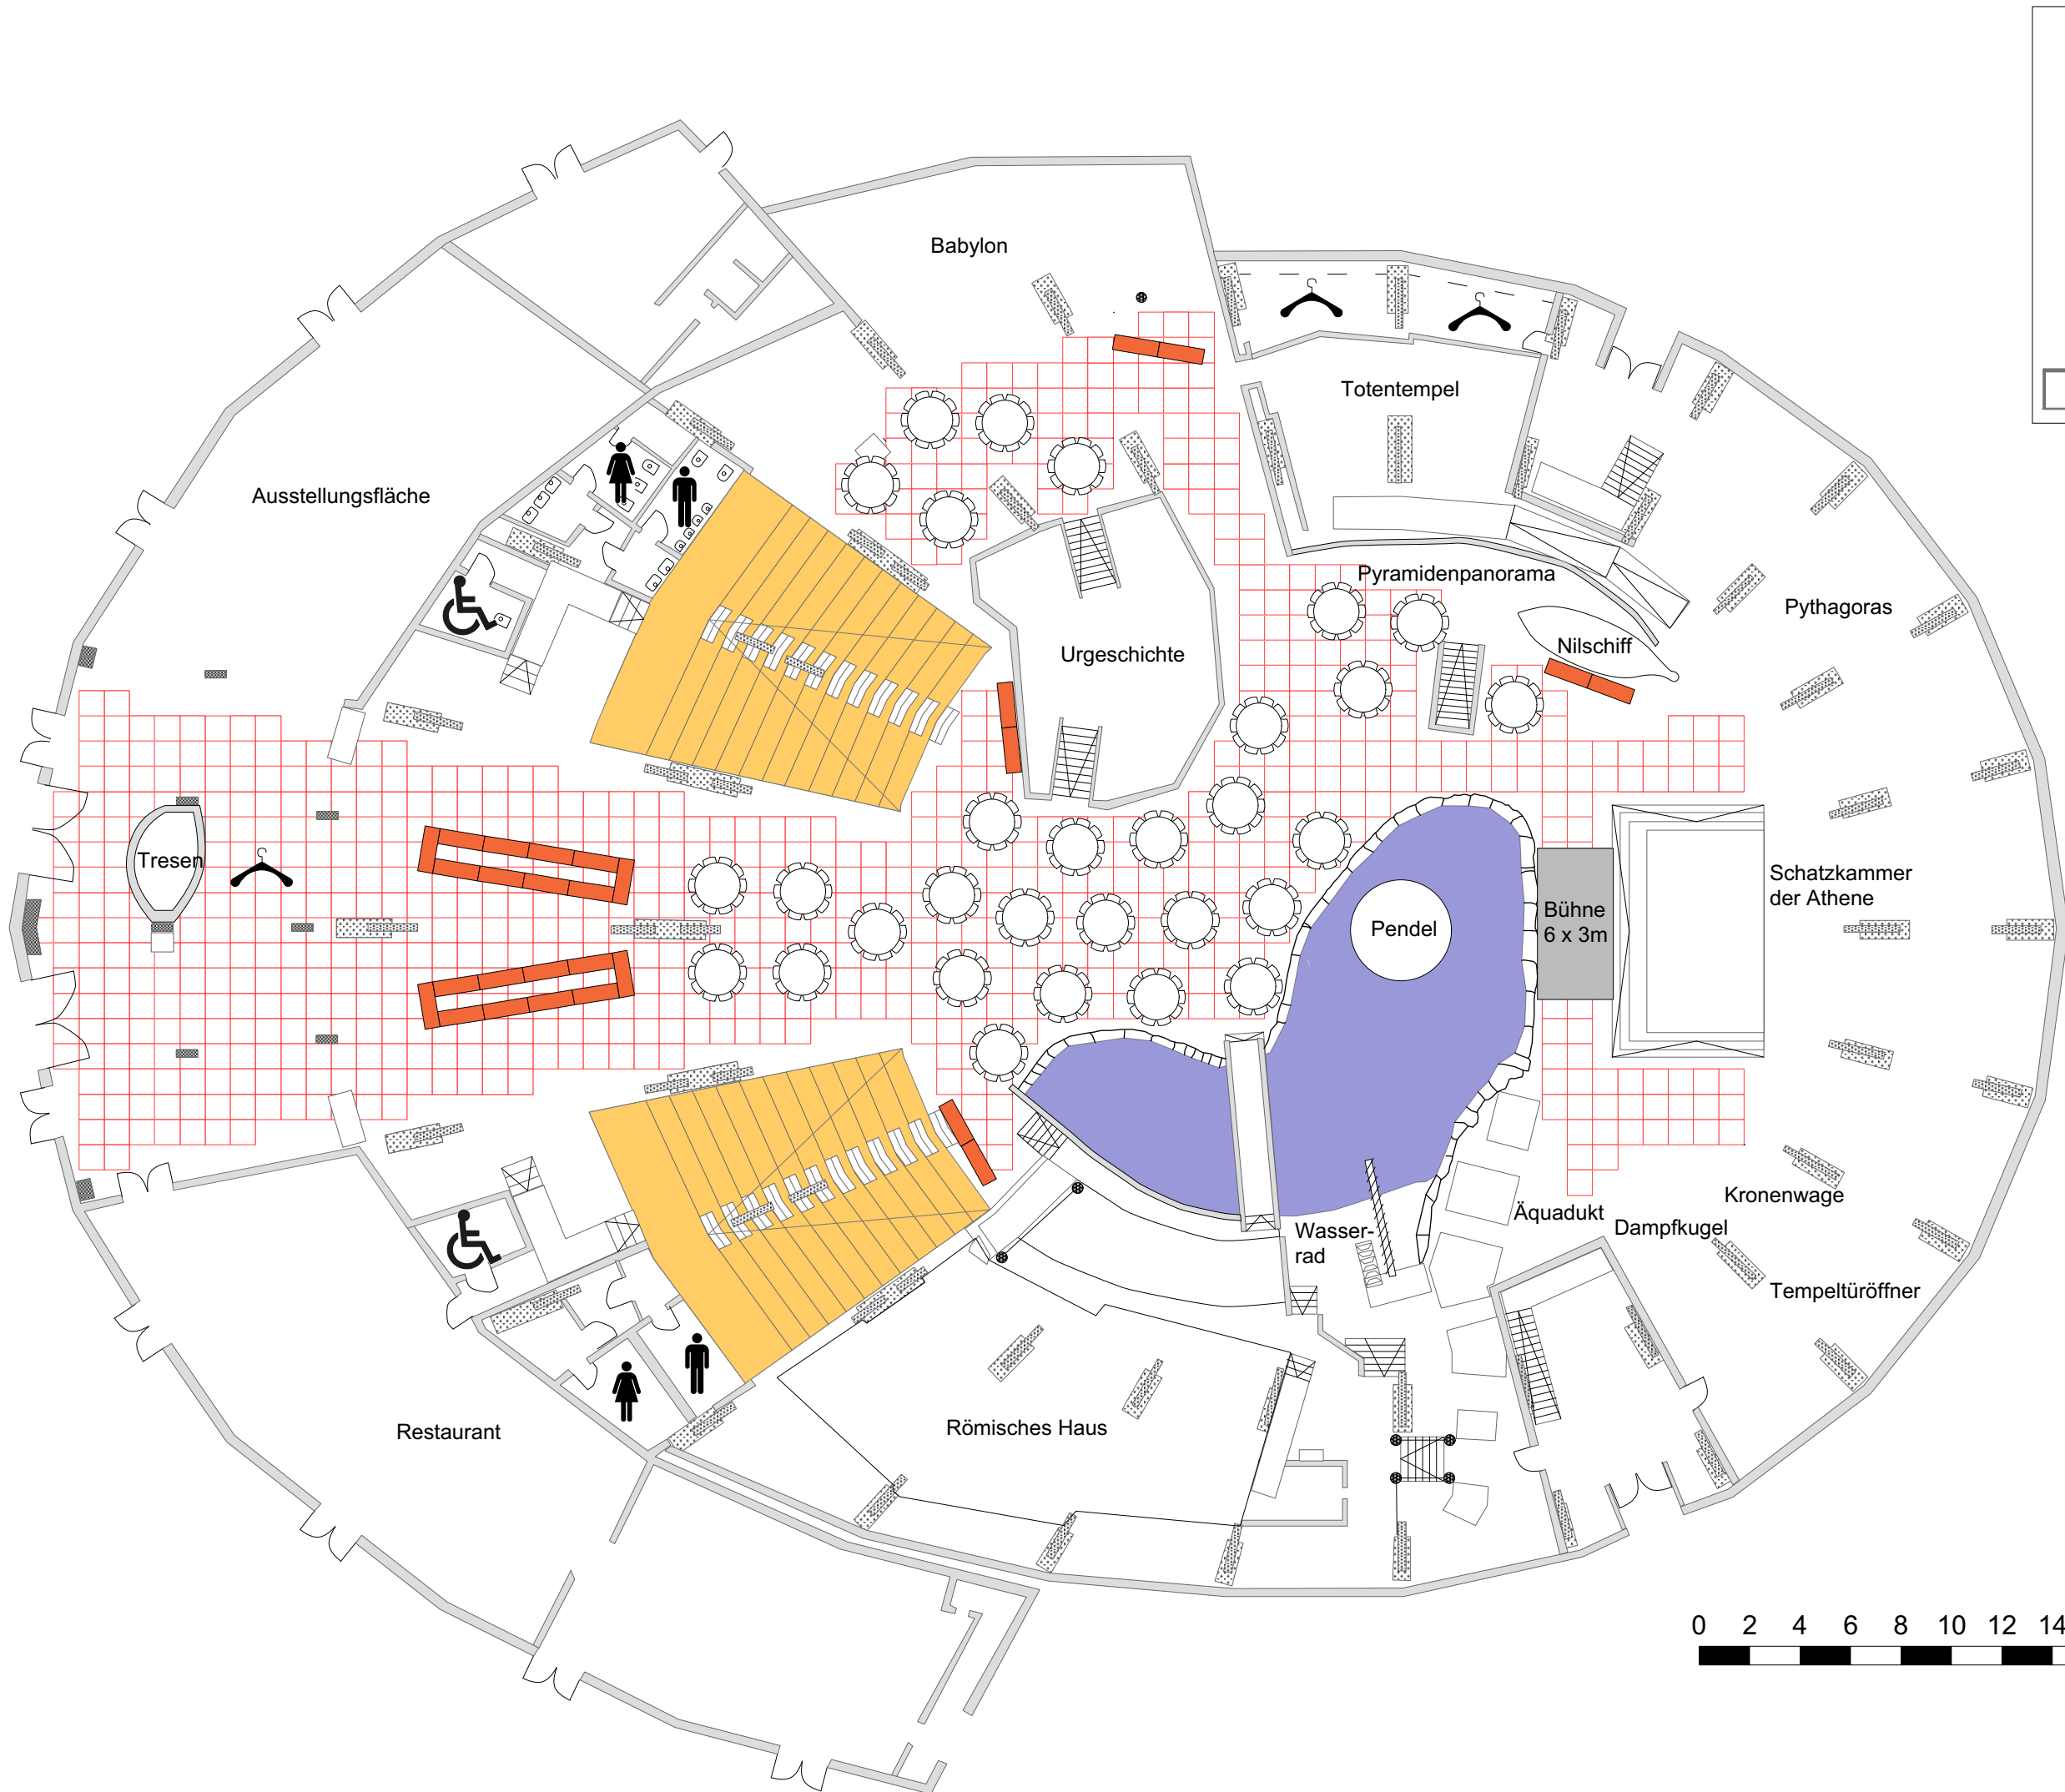 Babylon
Totentempel
Ausstellungsfläche
Pyramidenpanorama
Pythagoras
Nilschiff
Urgeschichte
Tresen
Schatzkammer
der Athene
Bühne
6 x 3m
Pendel
Kronenwage
Äquadukt
Dampfkugel
Wasser-
rad
Tempeltüröffner
Restaurant
Römisches Haus
0 2 4 6 8 10 12 14